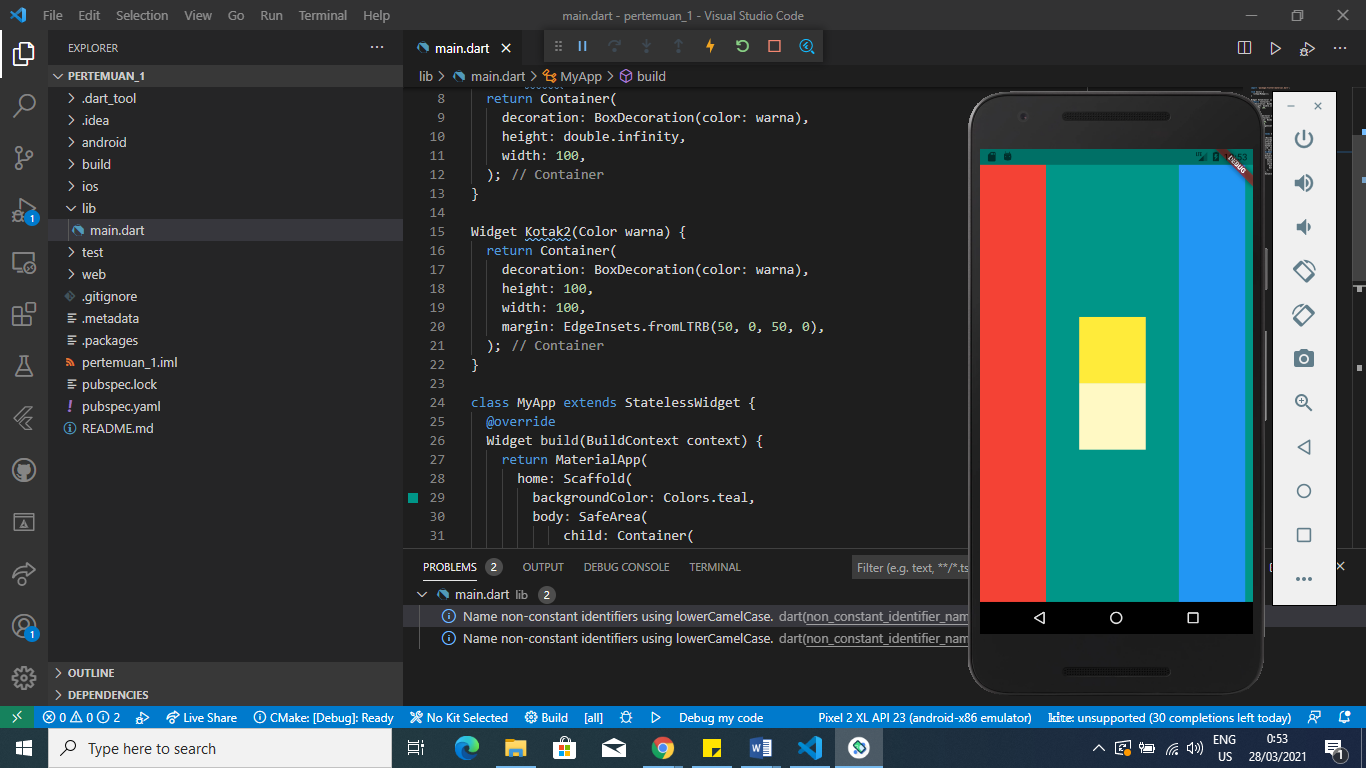 File Edit Selection View Go Run Terminal Help
main.dart - pertemuan_1 - Visual Studio Code
EXPLORER
PERTEMUAN_1
.dart_tool
.idea
android
build
ios
lib
main.dart
test
web
.gitignore
.metadata
.packages
pertemuan_1.iml
pubspec.lock
pubspec.yaml
README.md
OUTLINE
DEPENDENCIES
1
1
main.dart
lib > main.dart > MyApp > build
8 return Container(
9 decoration: BoxDecoration(color: warna),
10 height: double.infinity,
11 width: 100,
12 ); // Container
13 }
14
15 Widget Kotak2(Color warna) {
16 return Container(
17 decoration: BoxDecoration(color: warna),
18 height: 100,
19 width: 100,
20 margin: EdgeInsets.fromLTRB(50, 0, 50, 0),
21 ); // Container
22 }
23
24 class MyApp extends StatelessWidget {
25 @override
26 Widget build(BuildContext context) {
27 return MaterialApp(
28 home: Scaffold(
29 backgroundColor: Colors.teal,
30 body: SafeArea(
31 child: Container(
DEBUG
PROBLEMS 2 OUTPUT DEBUG CONSOLE TERMINAL
Filter (e.g. text, **/*.ts
main.dart lib 2
Name non-constant identifiers using lowerCamelCase. dart(non_constant_identifier_nam
Name non-constant identifiers using lowerCamelCase. dart(non_constant_identifier_nam
0 0 2 Live Share CMake: [Debug]: Ready No Kit Selected Build [all] Debug my code Pixel 2 XL API 23 (android-x86 emulator) kite: unsupported (30 completions left today)
Type here to search
ENG
US
0:53
28/03/2021
1